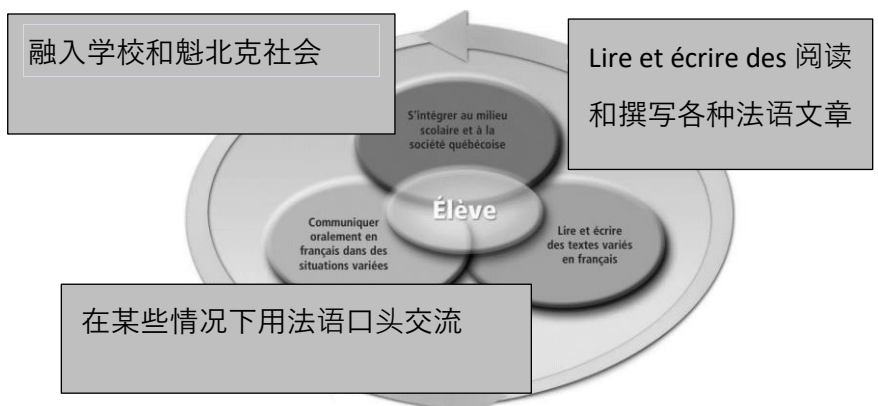 融入学校和魁北克社会
Lire et écrire des 阅读
和撰写各种法语文章
S'intégrer au milieu
scolaire et à la
société québécoise
Élève
Communiquer
oralement en
français dans des
situations variées
Lire et écrire
des textes variés
en français
在某些情况下用法语口头交流